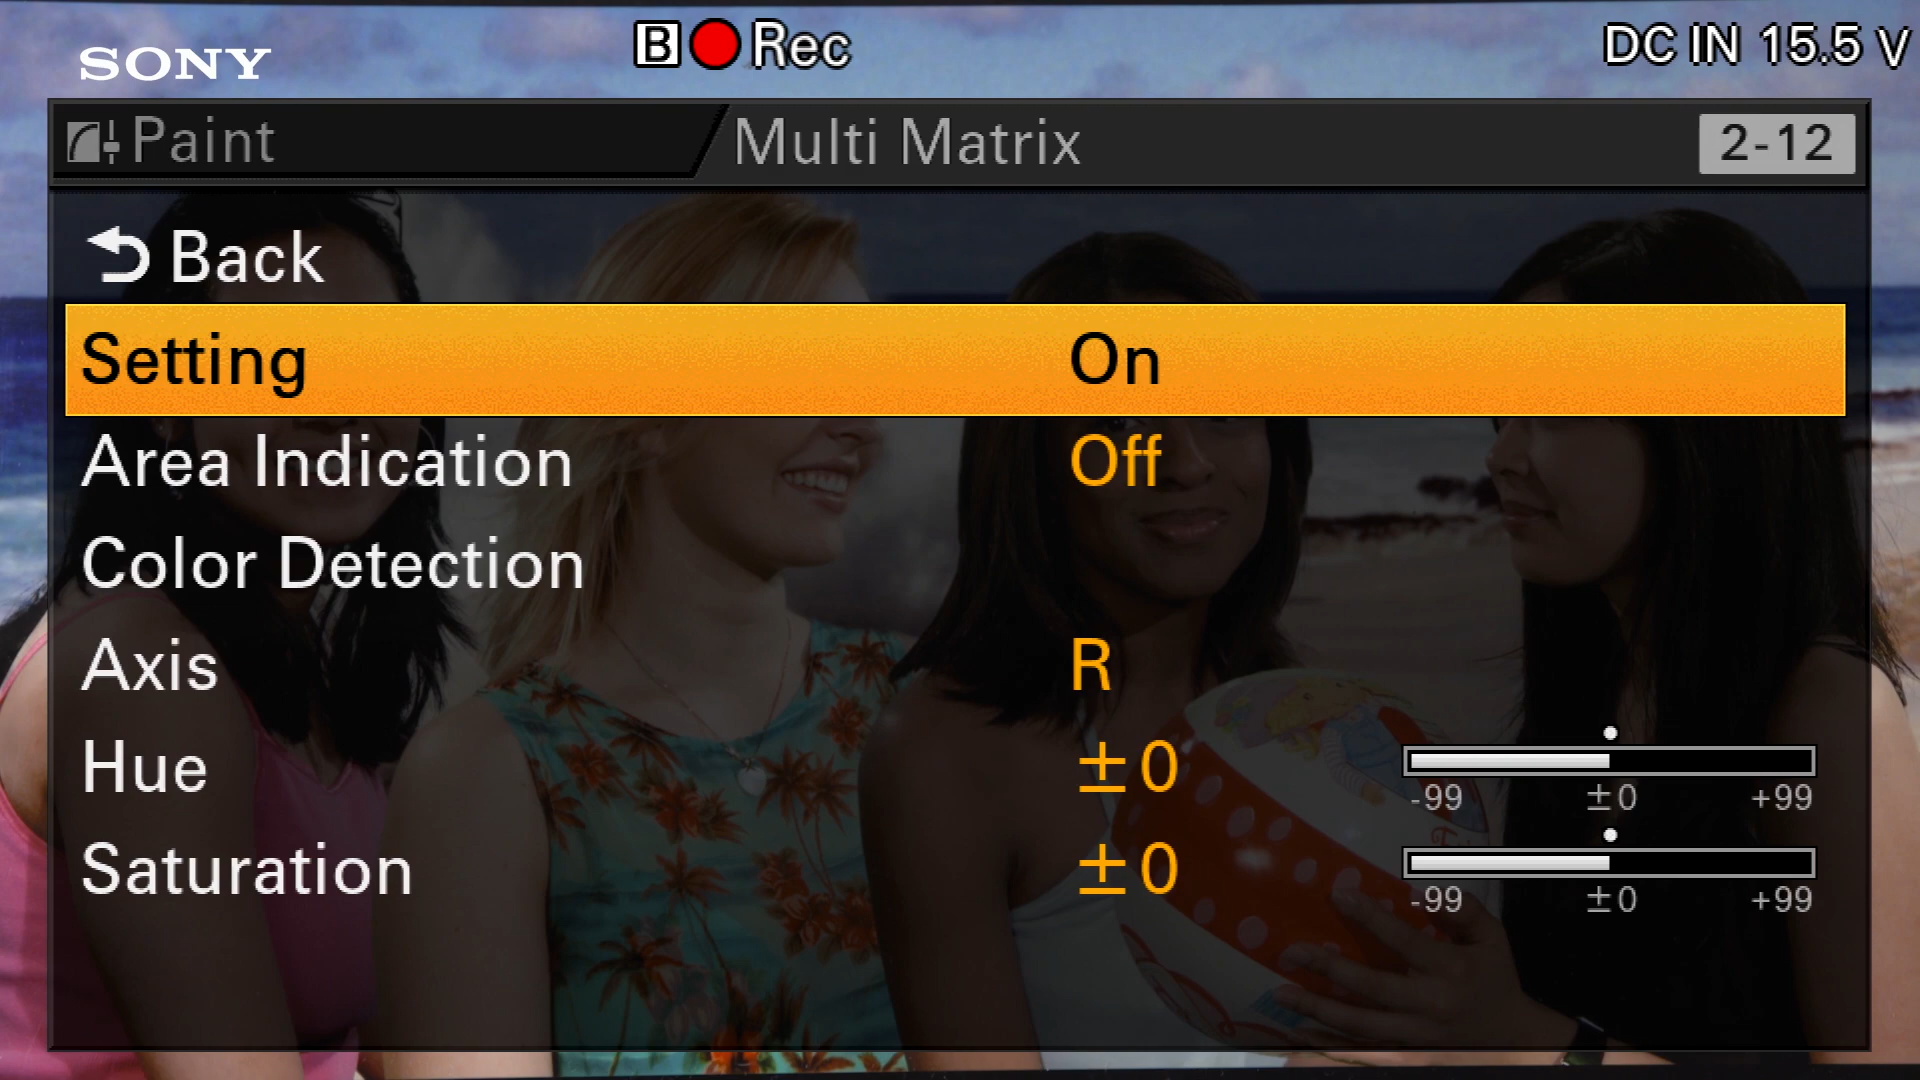 SONY
B Rec
DC IN 15.5 V
Paint
Multi Matrix
2-12
Back
Setting On
Area Indication Off
Color Detection
Axis R
Hue ±0
-99 ±0 +99
Saturation ±0
-99 ±0 +99